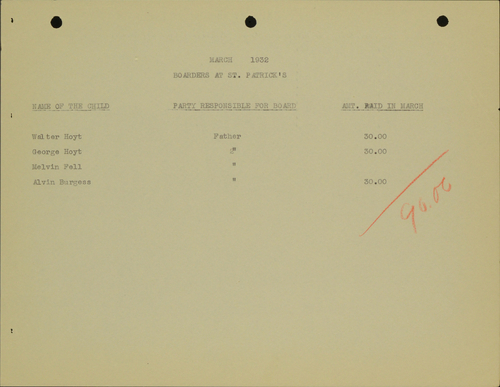 MARCH 1932
BOARDERS AT ST. PATRICK'S
NAME OF THE CHILD PARTY RESPONSIBLE FOR BOARD AMT. PAID IN MARCH
Walter Hoyt Father 30.00
George Hoyt " 30.00
Melvin Fell "
Alvin Burgess " 30.00
90.00